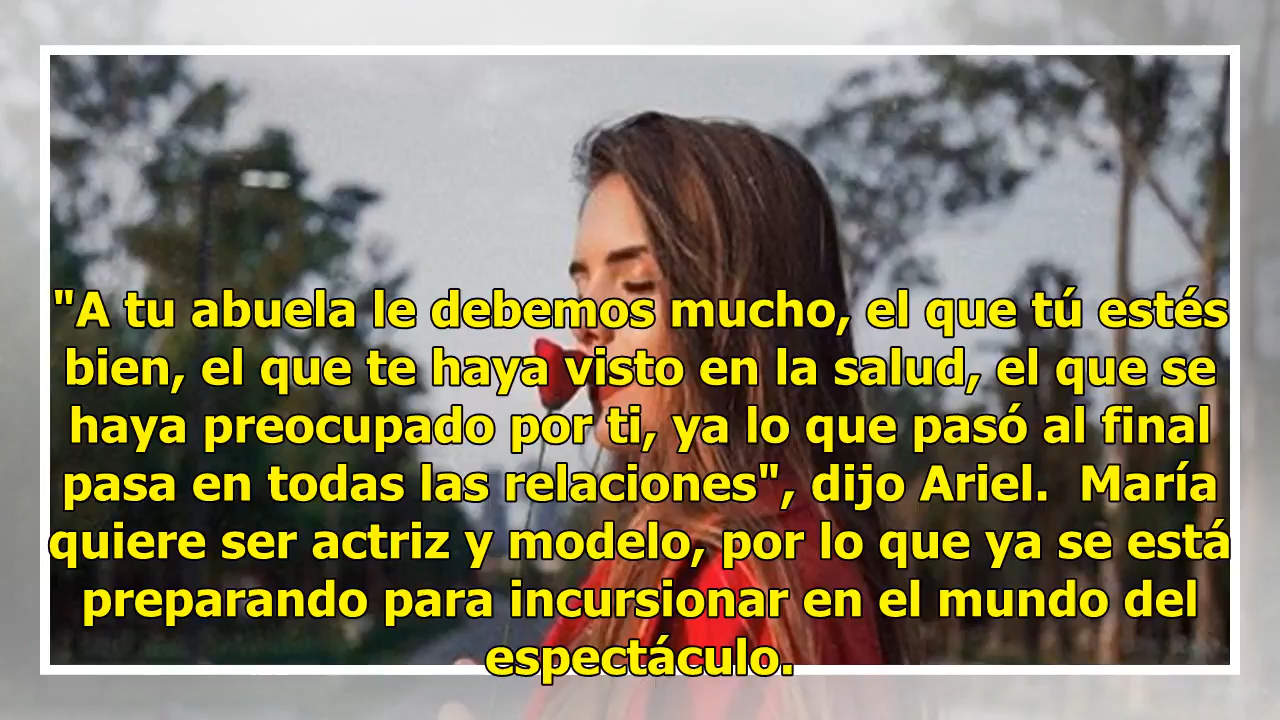 "A tu abuela le debemos mucho, el que tú estés
bien, el que te haya visto en la salud, el que se
haya preocupado por ti, ya lo que pasó al final
pasa en todas las relaciones", dijo Ariel.  María
quiere ser actriz y modelo, por lo que ya se está
preparando para incursionar en el mundo del
espectáculo.